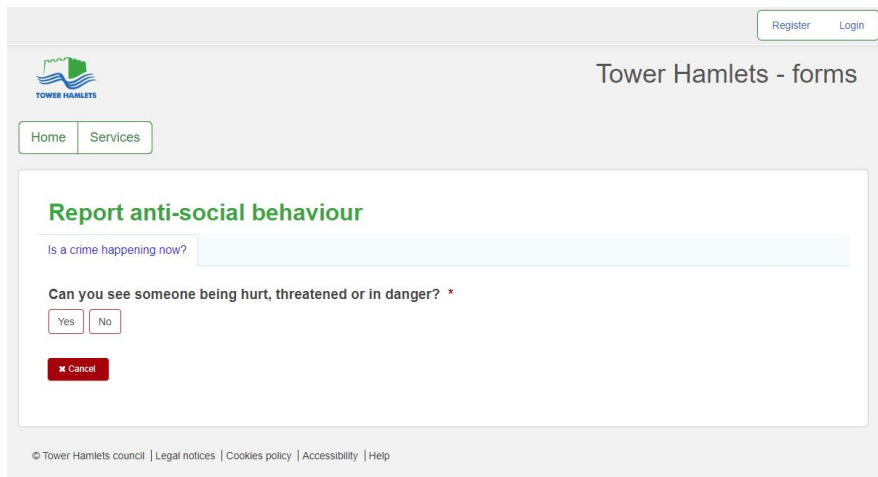 Register Login
TOWER HAMLETS
Tower Hamlets - forms
Home Services
Report anti-social behaviour
Is a crime happening now?
Can you see someone being hurt, threatened or in danger? *
Yes No
✖ Cancel
© Tower Hamlets council | Legal notices | Cookies policy | Accessibility | Help